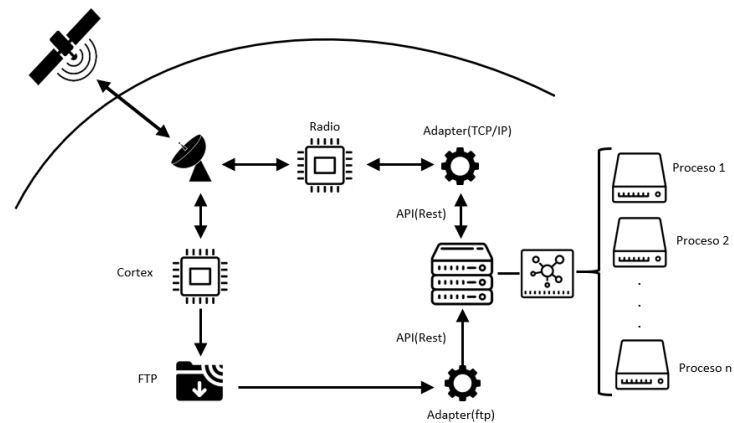 Radio
Adapter(TCP/IP)
Proceso 1
API(Rest)
Proceso 2
Cortex
.
.
.
API(Rest)
FTP
Proceso n
Adapter(ftp)